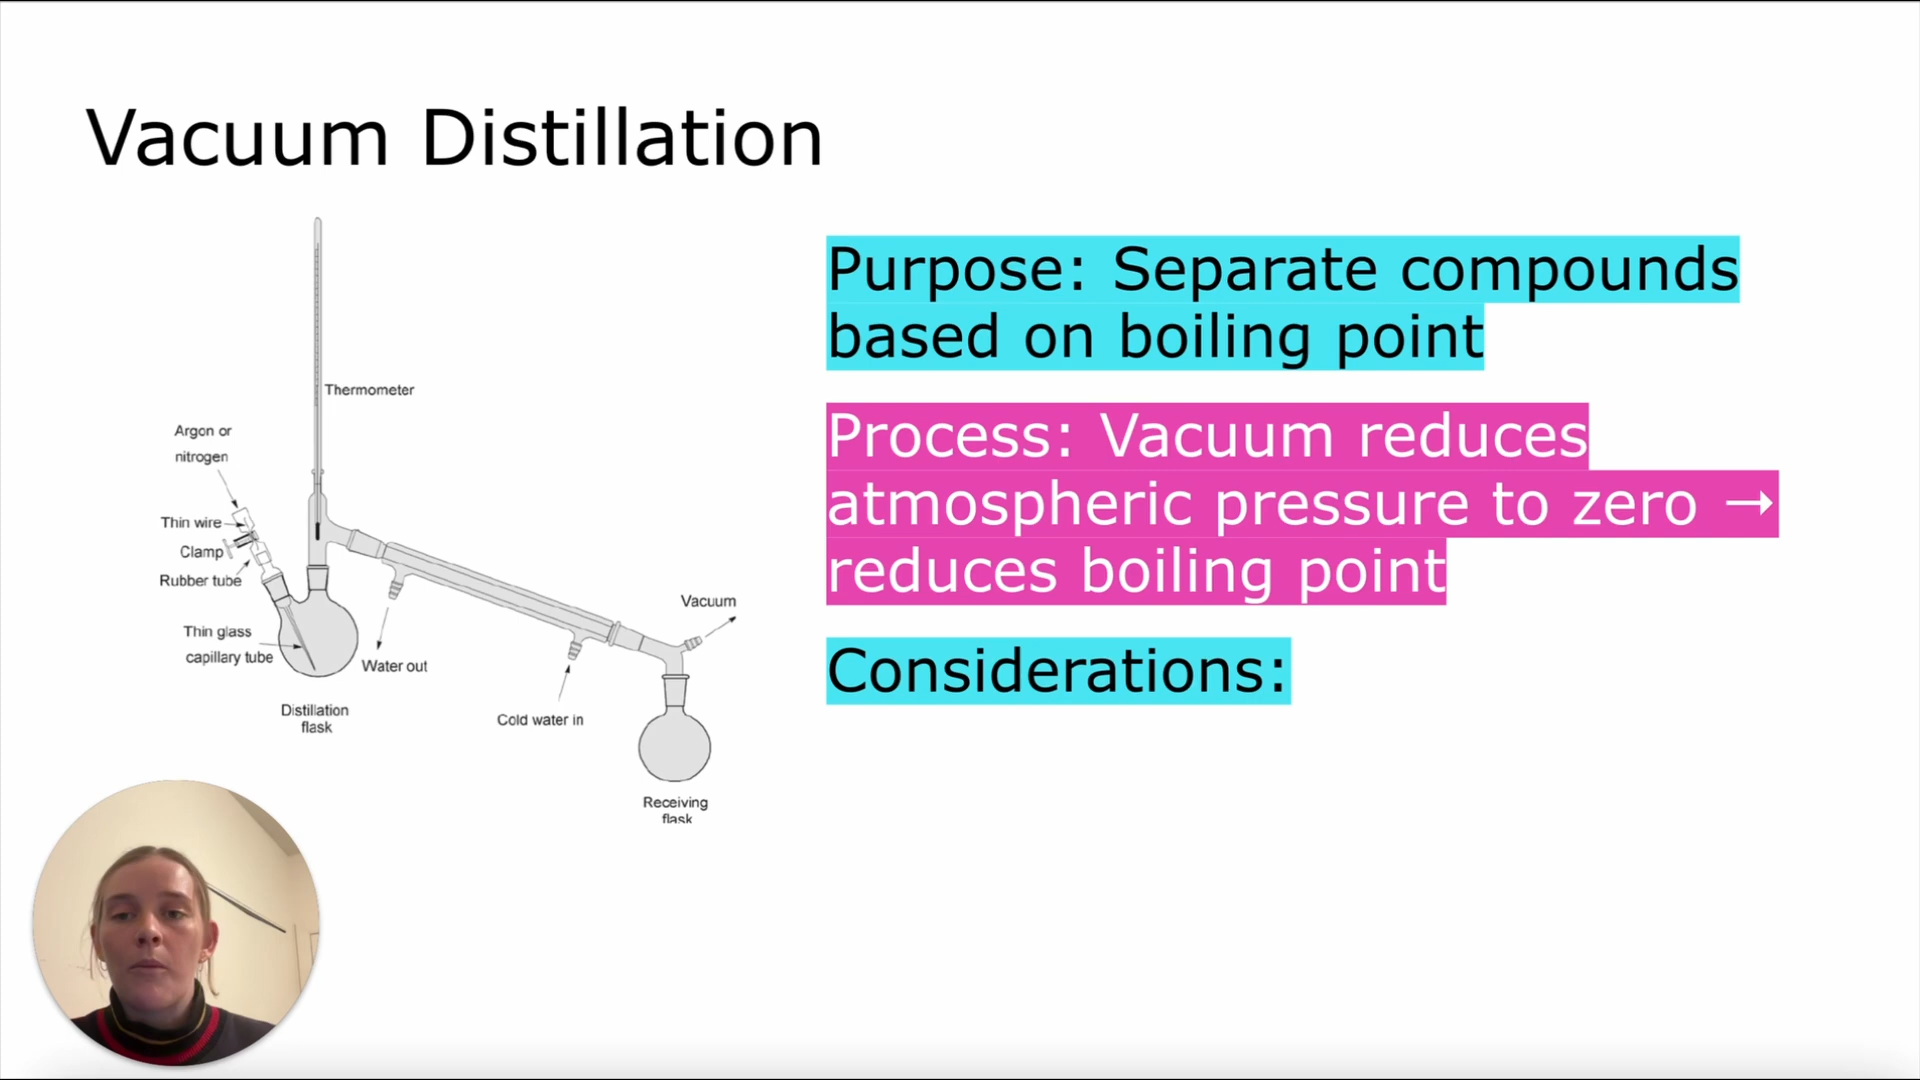 Vacuum Distillation
Purpose: Separate compounds
based on boiling point
Process: Vacuum reduces
atmospheric pressure to zero →
reduces boiling point
Considerations:
Thermometer
Argon or
nitrogen
Thin wire
Clamp
Rubber tube
Thin glass
capillary tube
Water out
Vacuum
Distillation
flask
Cold water in
Receiving
flask